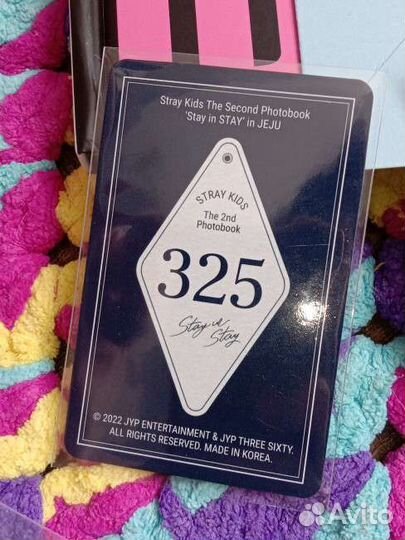 Stray Kids The Second Photobook
'Stay in STAY' in JEJU
STRAY KIDS
The 2nd
Photobook
325
Stay in
Stay
© 2022 JYP ENTERTAINMENT & JYP THREE SIXTY.
ALL RIGHTS RESERVED. MADE IN KOREA.
Avito